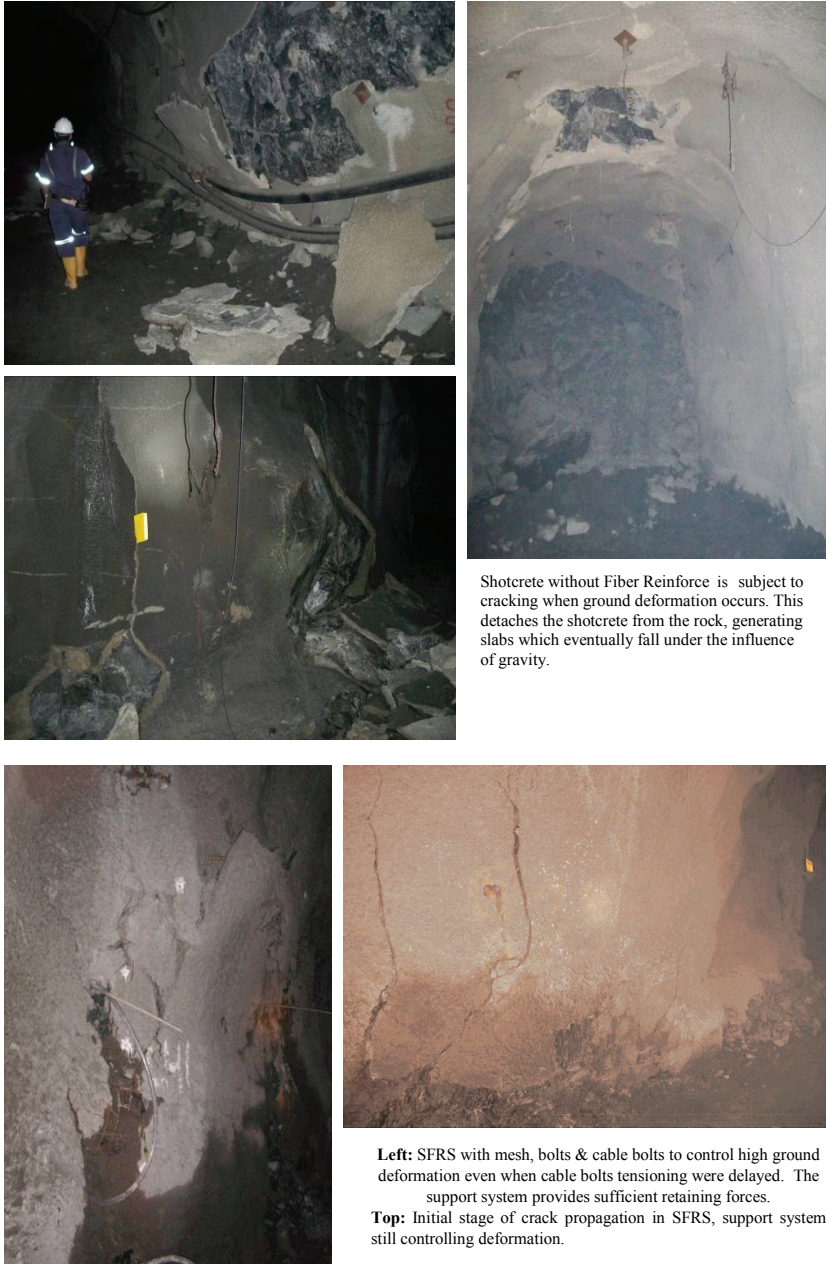 Shotcrete without Fiber Reinforce is subject to
cracking when ground deformation occurs. This
detaches the shotcrete from the rock, generating
slabs which eventually fall under the influence
of gravity.
Left: SFRS with mesh, bolts & cable bolts to control high ground
deformation even when cable bolts tensioning were delayed. The
support system provides sufficient retaining forces.
Top: Initial stage of crack propagation in SFRS, support system
still controlling deformation.